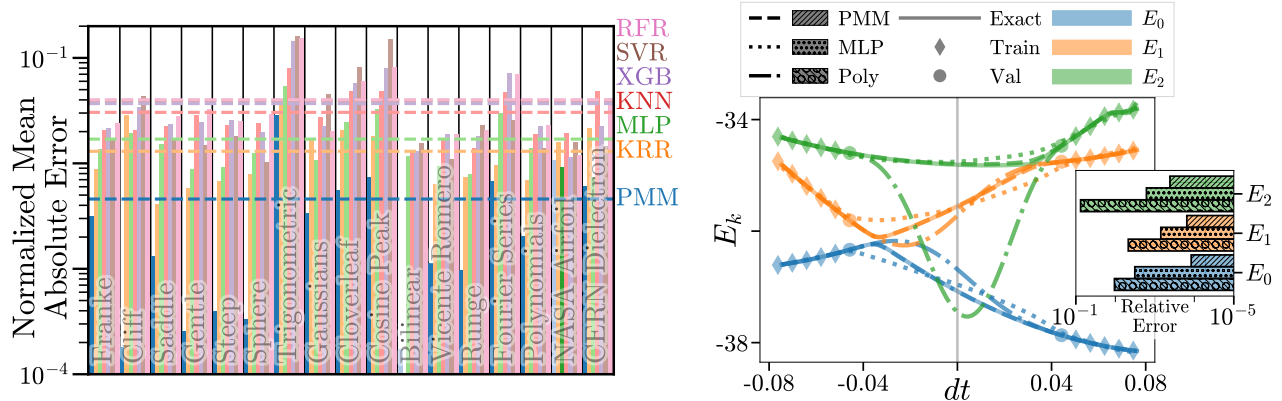 Normalized Mean
Absolute Error
10^{-1}
10^{-4}
Franke
Cliff
Saddle
Gentle
Steep
Sphere
Trigonometric
Gaussians
Cloverleaf
Cosine Peak
Bilinear
Vicente Romero
Runge
Fourier Series
Polynomials
NASA Airfoil
CERN Dielectron
RFR
SVR
XGB
KNN
MLP
KRR
PMM
PMM Exact E_0
MLP Train E_1
Poly Val E_2
E_k
-34
-38
-0.08 -0.04 dt 0.04 0.08
E_2
E_1
E_0
10^{-1} Relative 10^{-5}
Error